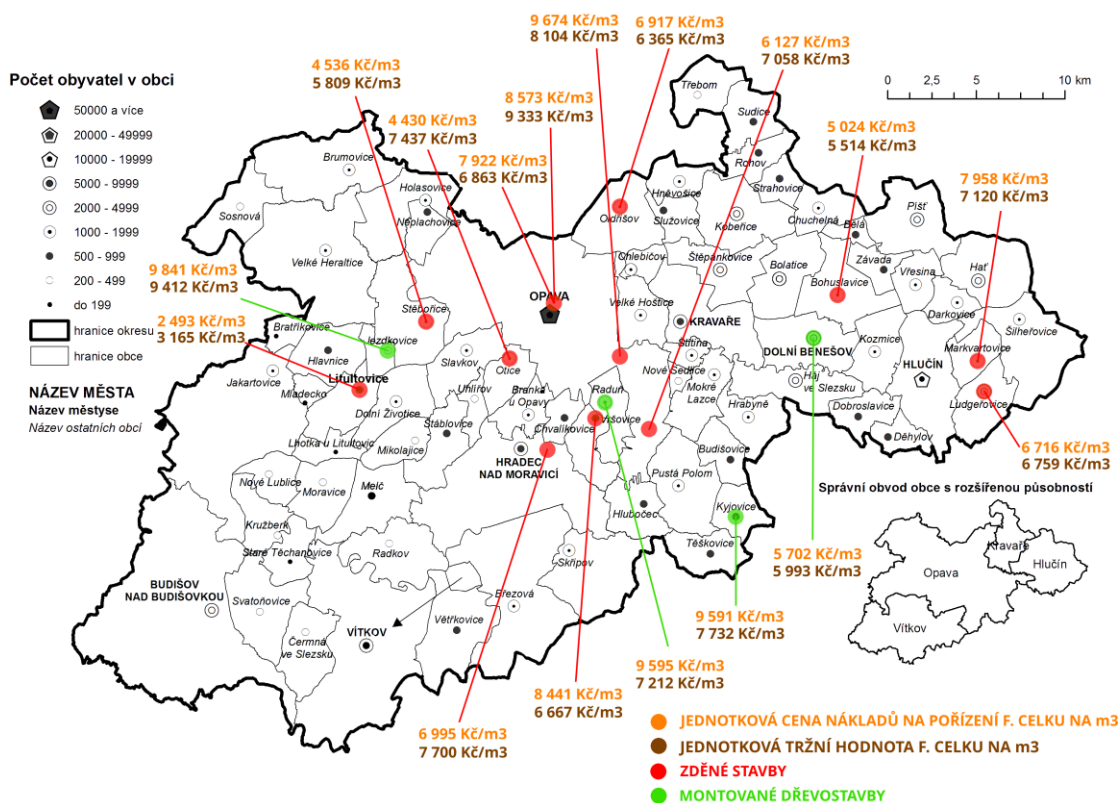 9 674 Kč/m3
8 104 Kč/m3
6 917 Kč/m3
6 365 Kč/m3
6 127 Kč/m3
7 058 Kč/m3
4 536 Kč/m3
5 809 Kč/m3
8 573 Kč/m3
9 333 Kč/m3
4 430 Kč/m3
7 437 Kč/m3
7 922 Kč/m3
6 863 Kč/m3
5 024 Kč/m3
5 514 Kč/m3
7 958 Kč/m3
7 120 Kč/m3
9 841 Kč/m3
9 412 Kč/m3
2 493 Kč/m3
3 165 Kč/m3
0 2,5 5 10 km
Počet obyvatel v obci
50000 a více
20000 - 49999
10000 - 19999
5000 - 9999
2000 - 4999
1000 - 1999
500 - 999
200 - 499
do 199
hranice okresu
hranice obce
NÁZEV MĚSTA
Název městyse
Název ostatních obcí
Třebom
Sudice
Rohov
Strahovice
Brumovice
Holasovice
Neplachovice
Sosnová
Hněvošice
Oldřišov
Služovice
Kobeřice
Chuchelná
Bělá
Píšť
Velké Heraltice
Chlebičov
Štěpánkovice
Bolatice
Bohuslavice
Závada
Vřesina
Hať
Darkovice
Šilheřovice
OPAVA
Velké Hoštice
KRAVAŘE
Stěbořice
Bratříkovice
Jezdkovice
Hlavnice
Slavkov
Otice
Štítina
DOLNÍ BENEŠOV
Kozmice
Markvartovice
HLUČÍN
Jakartovice
Litultovice
Mladecko
Uhlířov
Branka
u Opavy
Raduň
Nové Sedlice
Mokré
Lazce
Háj
ve Slezsku
Ludgeřovice
Dolní Životice
Stáblovice
Chvalíkovice
Vršovice
Hrabyně
Dobroslavice
Děhylov
Lhotka u Litultovic
Mikolajice
HRADEC
NAD MORAVICÍ
Budišovice
6 716 Kč/m3
6 759 Kč/m3
Nové Lublice
Moravice
Melč
Pustá Polom
Hlubočec
Kyjovice
Správní obvod obce s rozšířenou působností
Kružberk
Staré Těchanovice
Radkov
Těškovice
Skřipov
5 702 Kč/m3
5 993 Kč/m3
Kravaře
Hlučín
Opava
Vítkov
BUDIŠOV
NAD BUDIŠOVKOU
Svatoňovice
Březová
Větřkovice
VÍTKOV
Čermná
ve Slezsku
9 591 Kč/m3
7 732 Kč/m3
9 595 Kč/m3
7 212 Kč/m3
8 441 Kč/m3
6 667 Kč/m3
6 995 Kč/m3
7 700 Kč/m3
JEDNOTKOVÁ CENA NÁKLADŮ NA POŘÍZENÍ F. CELKU NA m3
JEDNOTKOVÁ TRŽNÍ HODNOTA F. CELKU NA m3
ZDĚNÉ STAVBY
MONTOVANÉ DŘEVOSTAVBY